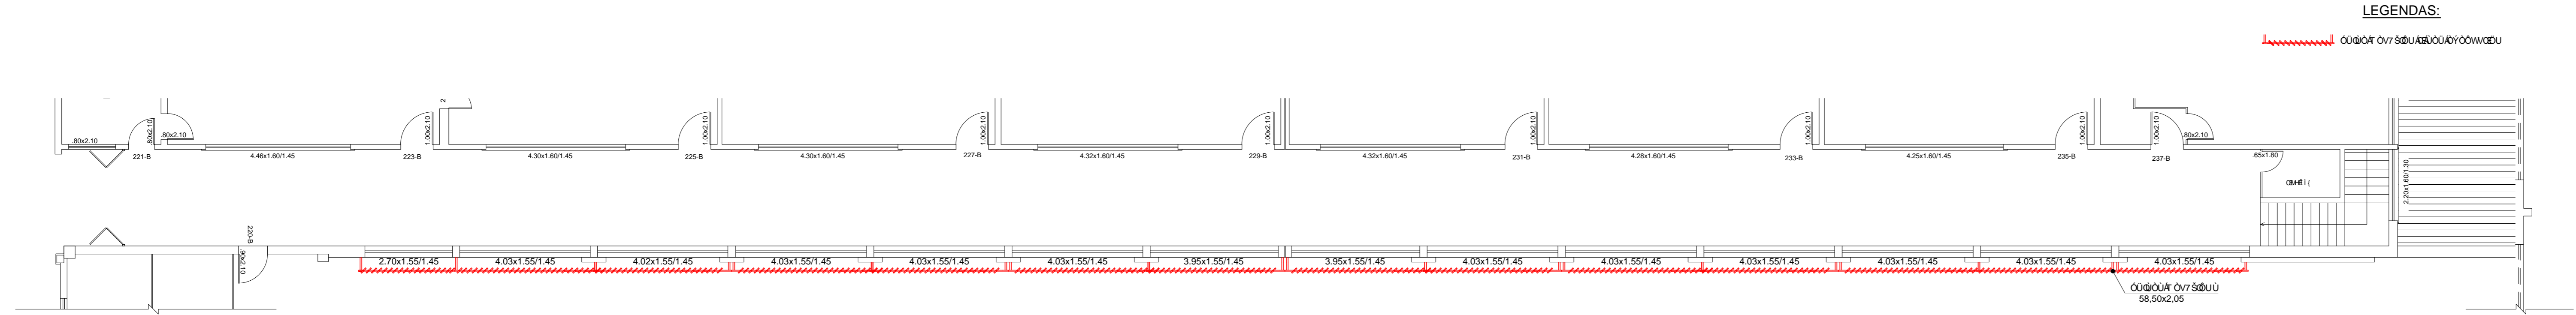 LEGENDAS:
.80x2.10
.80x2.10
.80x2.10
1.00x2.10
2
1.00x2.10
1.00x2.10
1.00x2.10
1.00x2.10
1.00x2.10
1.00x2.10
1.00x2.10
.80x2.10
221-B
4.46x1.60/1.45
223-B
4.30x1.60/1.45
225-B
4.30x1.60/1.45
227-B
4.32x1.60/1.45
229-B
4.32x1.60/1.45
231-B
4.28x1.60/1.45
233-B
4.25x1.60/1.45
235-B
237-B
.65x1.80
2.20x1.60/1.30
220-B
.90x2.10
2.70x1.55/1.45
4.03x1.55/1.45
4.02x1.55/1.45
4.03x1.55/1.45
4.03x1.55/1.45
4.03x1.55/1.45
3.95x1.55/1.45
3.95x1.55/1.45
4.03x1.55/1.45
4.03x1.55/1.45
4.03x1.55/1.45
4.03x1.55/1.45
4.03x1.55/1.45
4.03x1.55/1.45
58,50x2,05